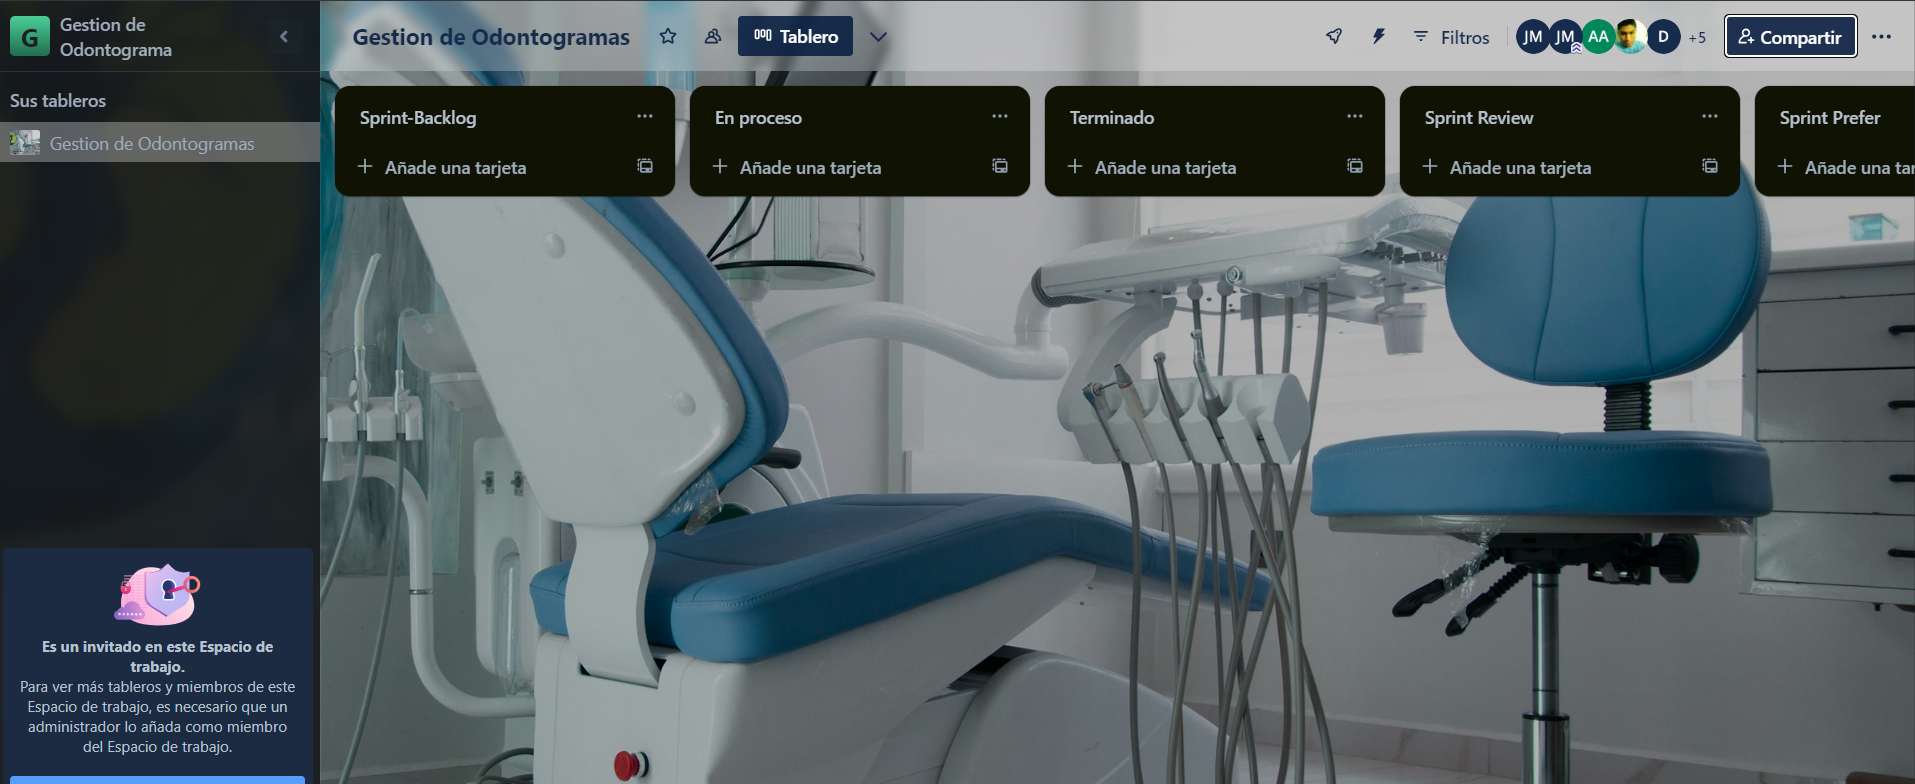 G
Gestion de
Odontograma
Sus tableros
Gestion de Odontogramas
Es un invitado en este Espacio de
trabajo.
Para ver más tableros y miembros de este
Espacio de trabajo, es necesario que un
administrador lo añada como miembro
del Espacio de trabajo.
Gestion de Odontogramas
Tablero
Filtros
JM
JM
AA
D
+5
Compartir
Sprint-Backlog
Añade una tarjeta
En proceso
Añade una tarjeta
Terminado
Añade una tarjeta
Sprint Review
Añade una tarjeta
Sprint Prefer
Añade una tar